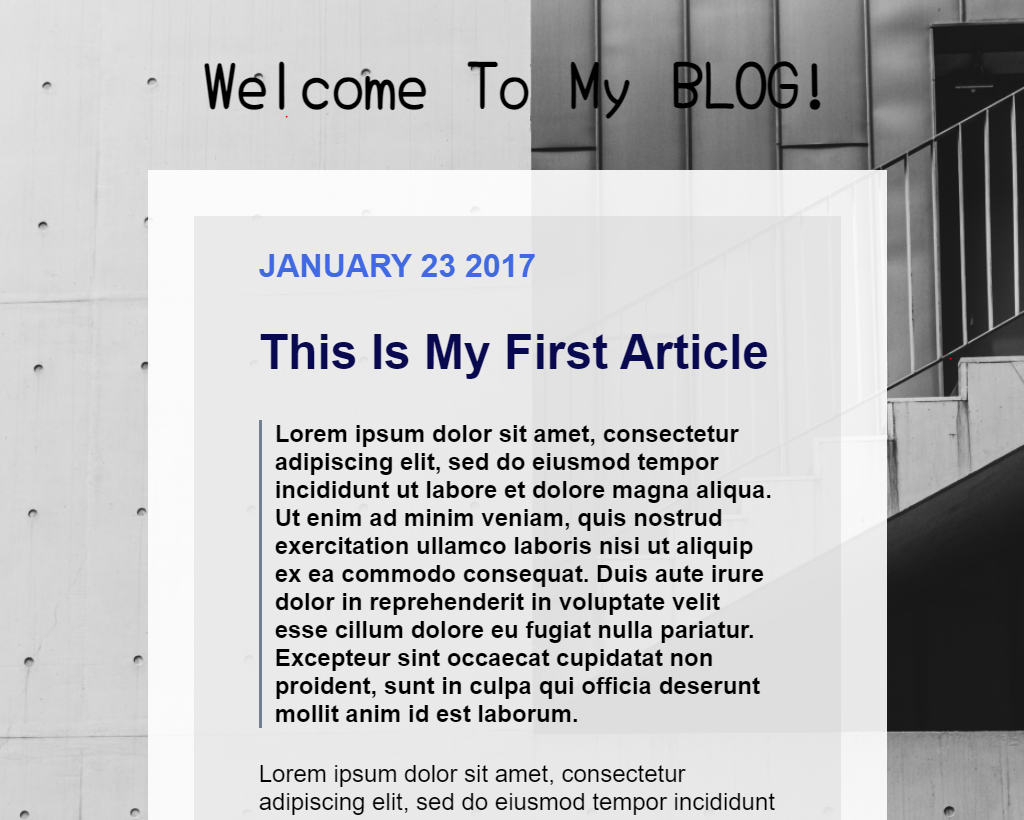 Welcome To My BLOG!
JANUARY 23 2017
This Is My First Article
Lorem ipsum dolor sit amet, consectetur
adipiscing elit, sed do eiusmod tempor
incididunt ut labore et dolore magna aliqua.
Ut enim ad minim veniam, quis nostrud
exercitation ullamco laboris nisi ut aliquip
ex ea commodo consequat. Duis aute irure
dolor in reprehenderit in voluptate velit
esse cillum dolore eu fugiat nulla pariatur.
Excepteur sint occaecat cupidatat non
proident, sunt in culpa qui officia deserunt
mollit anim id est laborum.
Lorem ipsum dolor sit amet, consectetur
adipiscing elit, sed do eiusmod tempor incididunt